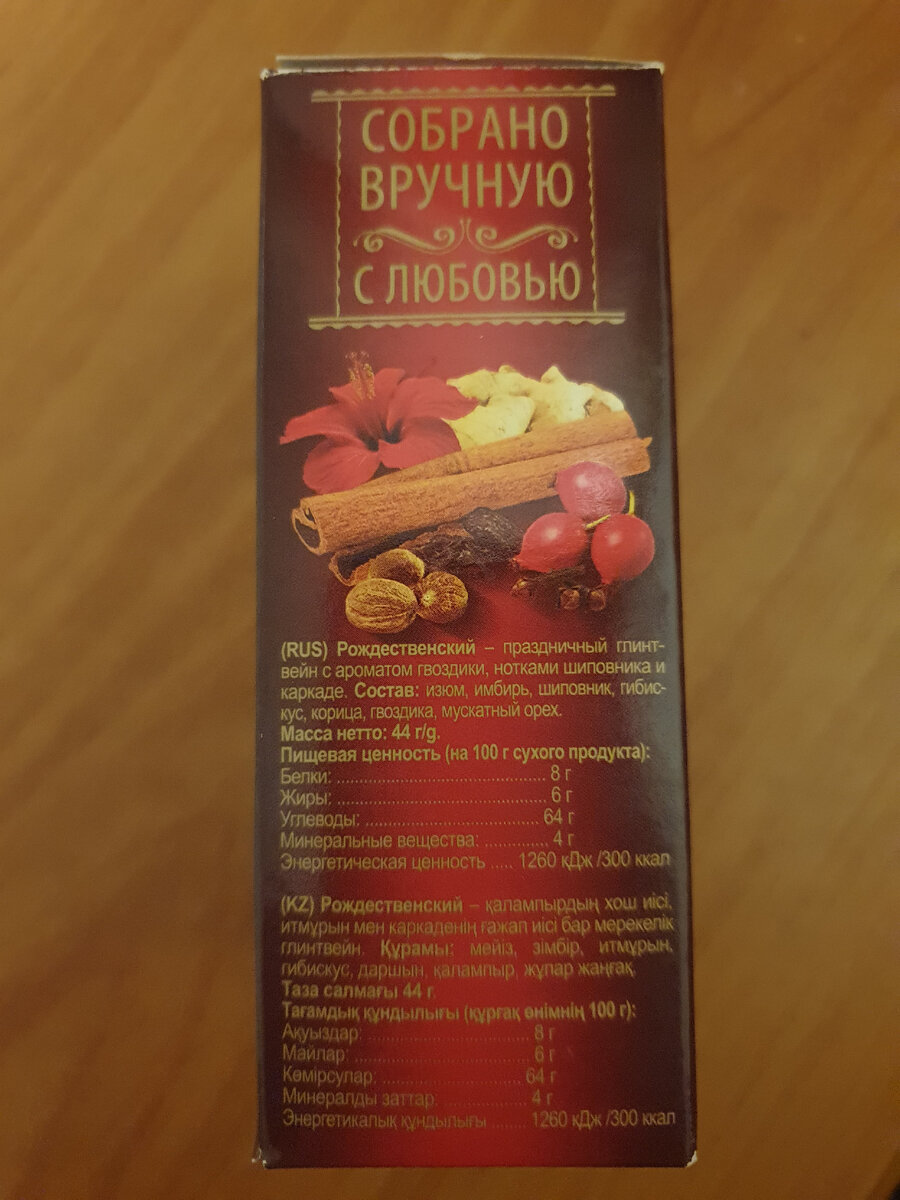 СОБРАНО
ВРУЧНУЮ
С ЛЮБОВЬЮ
(RUS) Рождественский – праздничный глинт-
вейн с ароматом гвоздики, нотками шиповника и
каркаде. Состав: изюм, имбирь, шиповник, гибис-
кус, корица, гвоздика, мускатный орех.
Масса нетто: 44 г/g.
Пищевая ценность (на 100 г сухого продукта):
Белки: ........................................ 8 г
Жиры: ........................................ 6 г
Углеводы: .................................. 64 г
Минеральные вещества: ............ 4 г
Энергетическая ценность ..... 1260 кДж /300 ккал
(KZ) Рождественский – қалампырдың хош иісі,
итмұрын мен каркаденің ғажап иісі бар мерекелік
глинтвейн. Құрамы: мейіз, зімбір, итмұрын,
гибискус, даршын, қалампыр, жұпар жаңғақ.
Таза салмағы 44 г.
Тағамдық құндылығы (құрғақ өнімнің 100 г):
Ақуыздар: ................................ 8 г
Майлар: .................................. 6 г
Көмірсулар: ............................ 64 г
Минералды заттар: ................ 4 г
Энергетикалық құндылығы ....... 1260 кДж /300 ккал